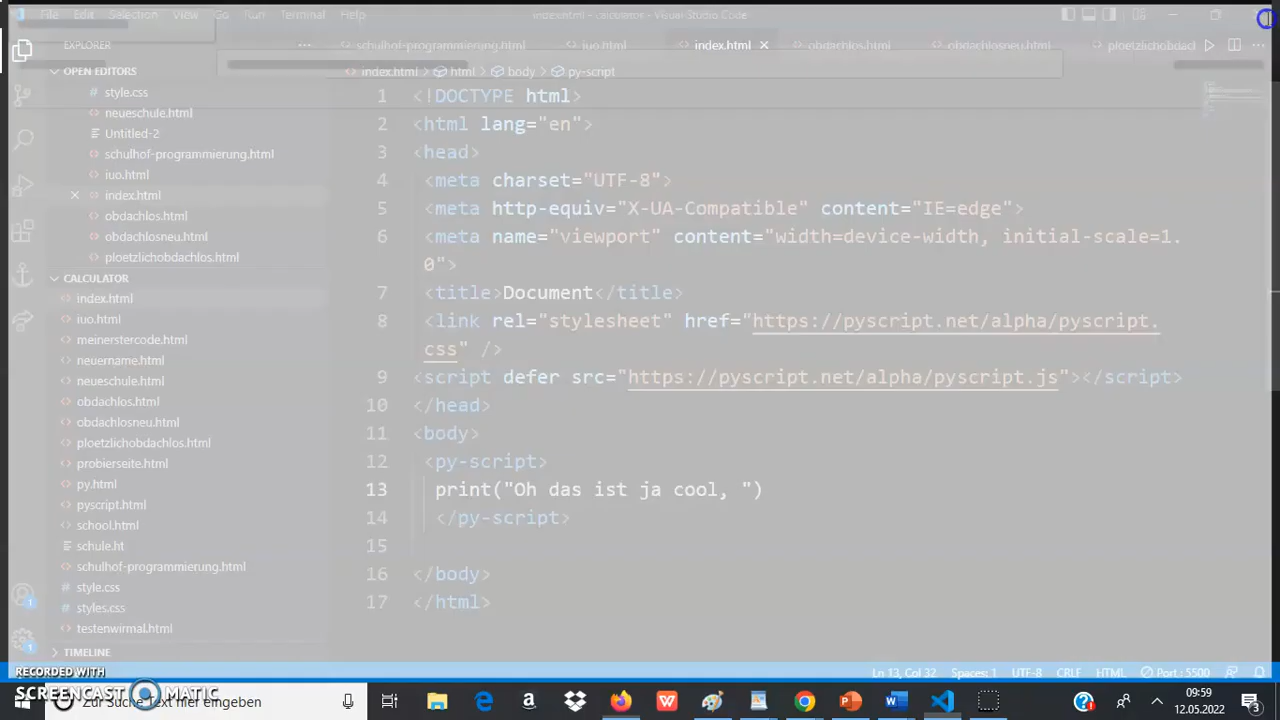 File Edit Selection View Go Run Terminal Help
index.html - calculator - Visual Studio Code
EXPLORER
schulhof-programmierung.html iuo.html index.html obdachlos.html obdachlosneu.html ploetzlichobdachl
OPEN EDITORS
index.html > html > body > py-script
style.css
neueschule.html
Untitled-2
schulhof-programmierung.html
iuo.html
index.html
obdachlos.html
obdachlosneu.html
ploetzlichobdachlos.html
CALCULATOR
index.html
iuo.html
meinerstercode.html
neuername.html
neueschule.html
obdachlos.html
obdachlosneu.html
ploetzlichobdachlos.html
probierseite.html
py.html
pyscript.html
school.html
schule.ht
schulhof-programmierung.html
style.css
styles.css
testenwirmal.html
TIMELINE
1 <!DOCTYPE html>
2 <html lang="en">
3 <head>
4 <meta charset="UTF-8">
5 <meta http-equiv="X-UA-Compatible" content="IE=edge">
6 <meta name="viewport" content="width=device-width, initial-scale=1.
0">
7 <title>Document</title>
8 <link rel="stylesheet" href="https://pyscript.net/alpha/pyscript.
css" />
9 <script defer src="https://pyscript.net/alpha/pyscript.js"></script>
10 </head>
11 <body>
12 <py-script>
13 print("Oh das ist ja cool, ")
14 </py-script>
15
16 </body>
17 </html>
1
1
Ln 13, Col 32 Spaces: 1 UTF-8 CRLF HTML Port: 5500
RECORDED WITH
SCREENCAST MATIC
Zur Suche Text hier eingeben
09:59
12.05.2022
3